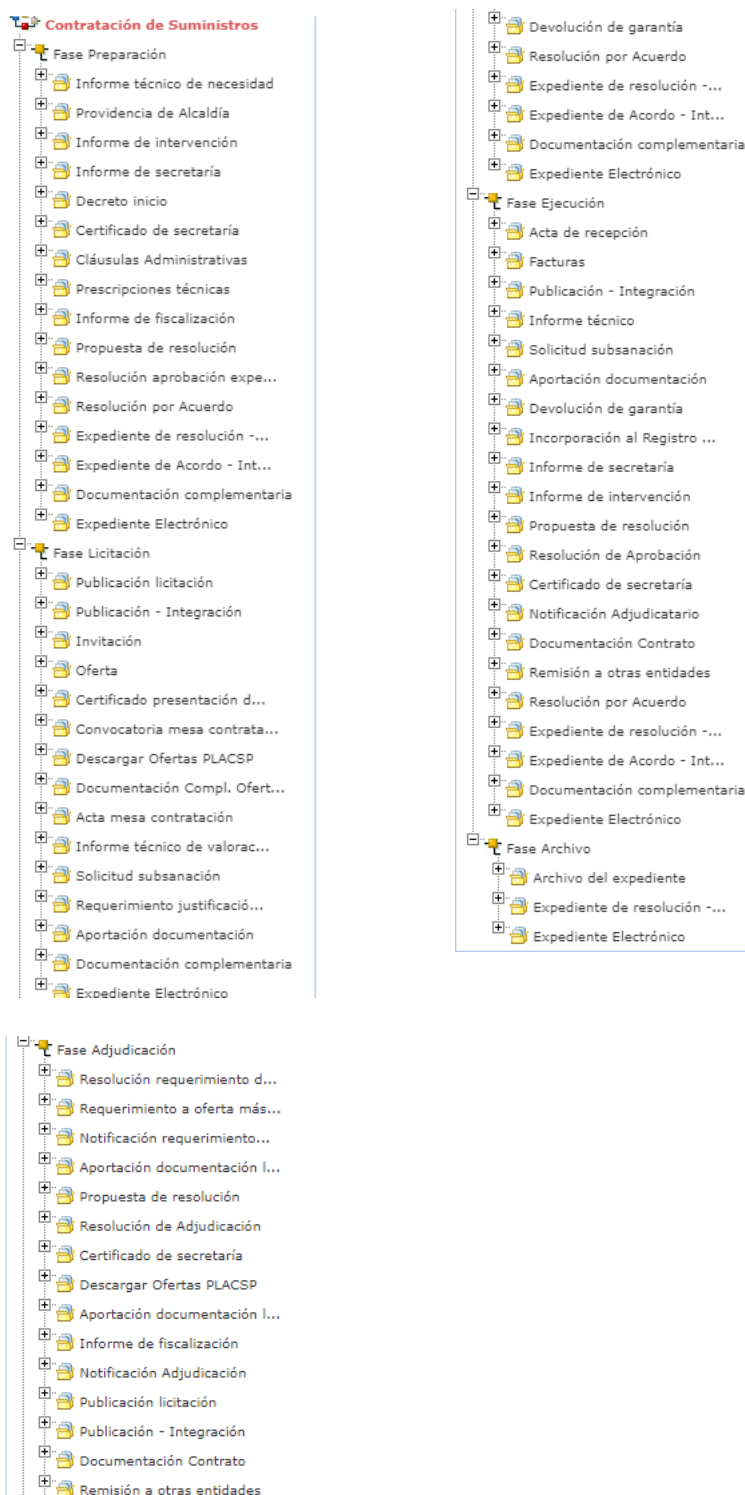 Contratación de Suministros
Fase Preparación
Informe técnico de necesidad
Providencia de Alcaldía
Informe de intervención
Informe de secretaría
Decreto inicio
Certificado de secretaría
Cláusulas Administrativas
Prescripciones técnicas
Informe de fiscalización
Propuesta de resolución
Resolución aprobación expe...
Resolución por Acuerdo
Expediente de resolución -...
Expediente de Acordo - Int...
Documentación complementaria
Expediente Electrónico
Fase Licitación
Publicación licitación
Publicación - Integración
Invitación
Oferta
Certificado presentación d...
Convocatoria mesa contrata...
Descargar Ofertas PLACSP
Documentación Compl. Ofert...
Acta mesa contratación
Informe técnico de valorac...
Solicitud subsanación
Requerimiento justificació...
Aportación documentación
Documentación complementaria
Expediente Electrónico
Fase Adjudicación
Resolución requerimiento d...
Requerimiento a oferta más...
Notificación requerimiento...
Aportación documentación l...
Propuesta de resolución
Resolución de Adjudicación
Certificado de secretaría
Descargar Ofertas PLACSP
Aportación documentación l...
Informe de fiscalización
Notificación Adjudicación
Publicación licitación
Publicación - Integración
Documentación Contrato
Remisión a otras entidades
Devolución de garantía
Resolución por Acuerdo
Expediente de resolución -...
Expediente de Acordo - Int...
Documentación complementaria
Expediente Electrónico
Fase Ejecución
Acta de recepción
Facturas
Publicación - Integración
Informe técnico
Solicitud subsanación
Aportación documentación
Devolución de garantía
Incorporación al Registro ...
Informe de secretaría
Informe de intervención
Propuesta de resolución
Resolución de Aprobación
Certificado de secretaría
Notificación Adjudicatario
Documentación Contrato
Remisión a otras entidades
Resolución por Acuerdo
Expediente de resolución -...
Expediente de Acordo - Int...
Documentación complementaria
Expediente Electrónico
Fase Archivo
Archivo del expediente
Expediente de resolución -...
Expediente Electrónico